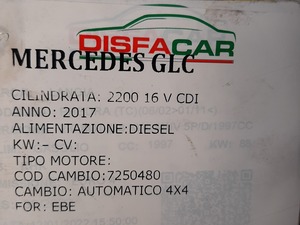 DISFACAR
MERCEDES GLC
CILINDRATA: 2200 16 V CDI
ANNO: 2017
ALIMENTAZIONE:DIESEL
KW:- CV:
TIPO MOTORE:
COD CAMBIO:7250480
CAMBIO: AUTOMATICO 4X4
FOR: EBE